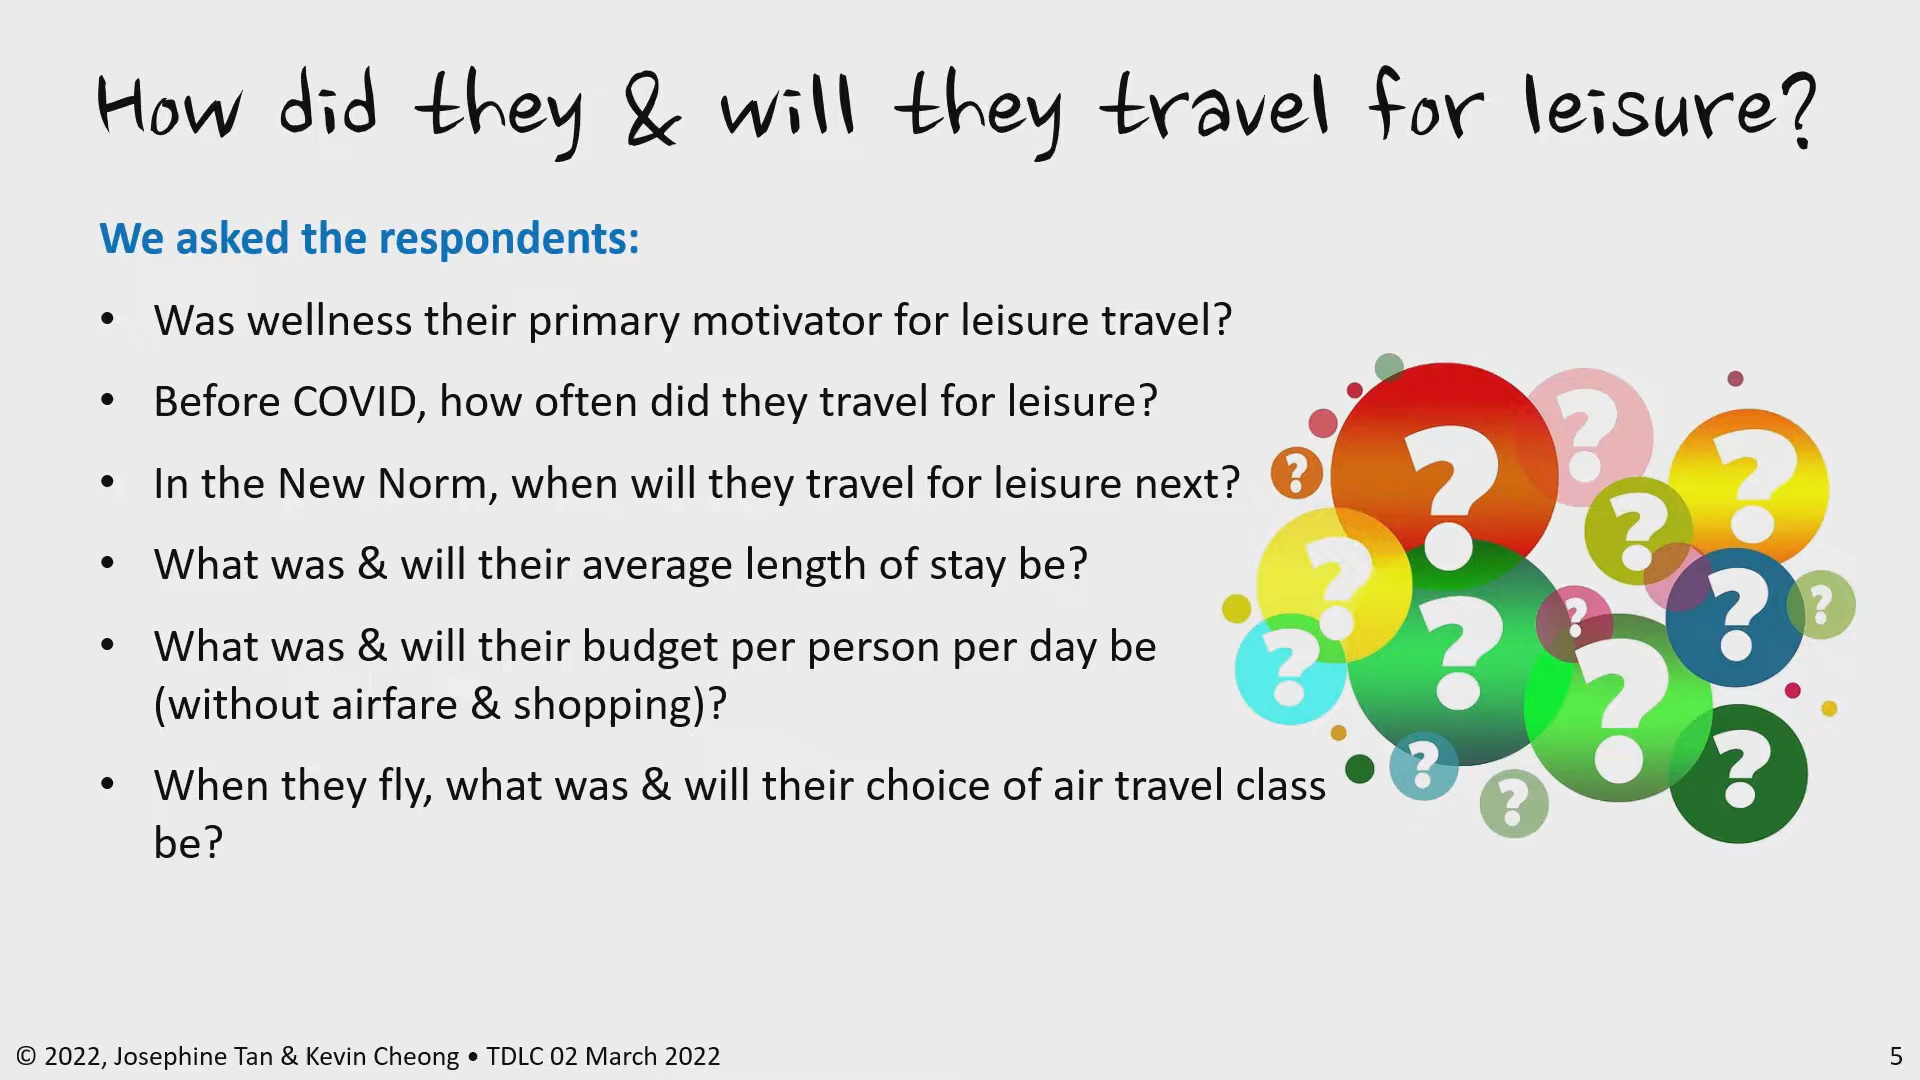 How did they & will they travel for leisure?
We asked the respondents:
• Was wellness their primary motivator for leisure travel?
• Before COVID, how often did they travel for leisure?
• In the New Norm, when will they travel for leisure next?
• What was & will their average length of stay be?
• What was & will their budget per person per day be
(without airfare & shopping)?
• When they fly, what was & will their choice of air travel class
be?
? ? ? ? ? ? ? ? ? ? ? ? ? ? ?
© 2022, Josephine Tan & Kevin Cheong • TDLC 02 March 2022
5